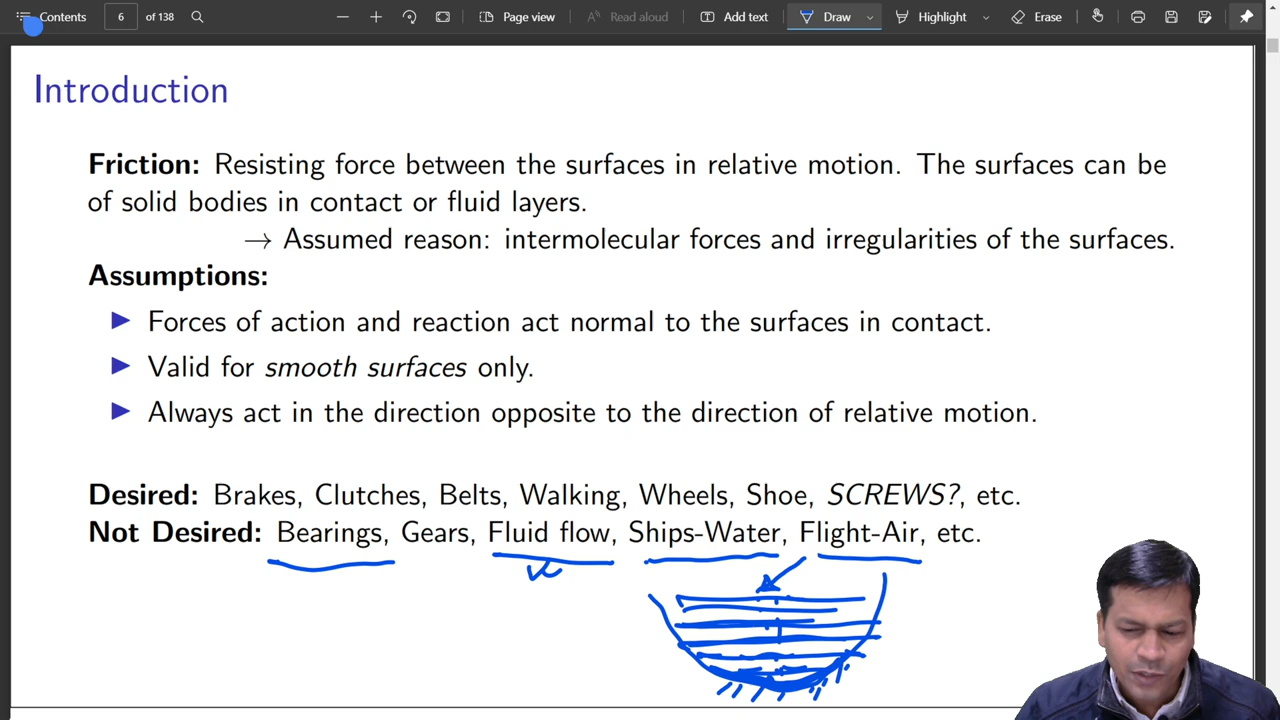 Contents 6 of 138 Page view Read aloud Add text Draw Highlight Erase
Introduction
Friction: Resisting force between the surfaces in relative motion. The surfaces can be
of solid bodies in contact or fluid layers.
→ Assumed reason: intermolecular forces and irregularities of the surfaces.
Assumptions:
▶ Forces of action and reaction act normal to the surfaces in contact.
▶ Valid for smooth surfaces only.
▶ Always act in the direction opposite to the direction of relative motion.
Desired: Brakes, Clutches, Belts, Walking, Wheels, Shoe, SCREWS?, etc.
Not Desired: Bearings, Gears, Fluid flow, Ships-Water, Flight-Air, etc.